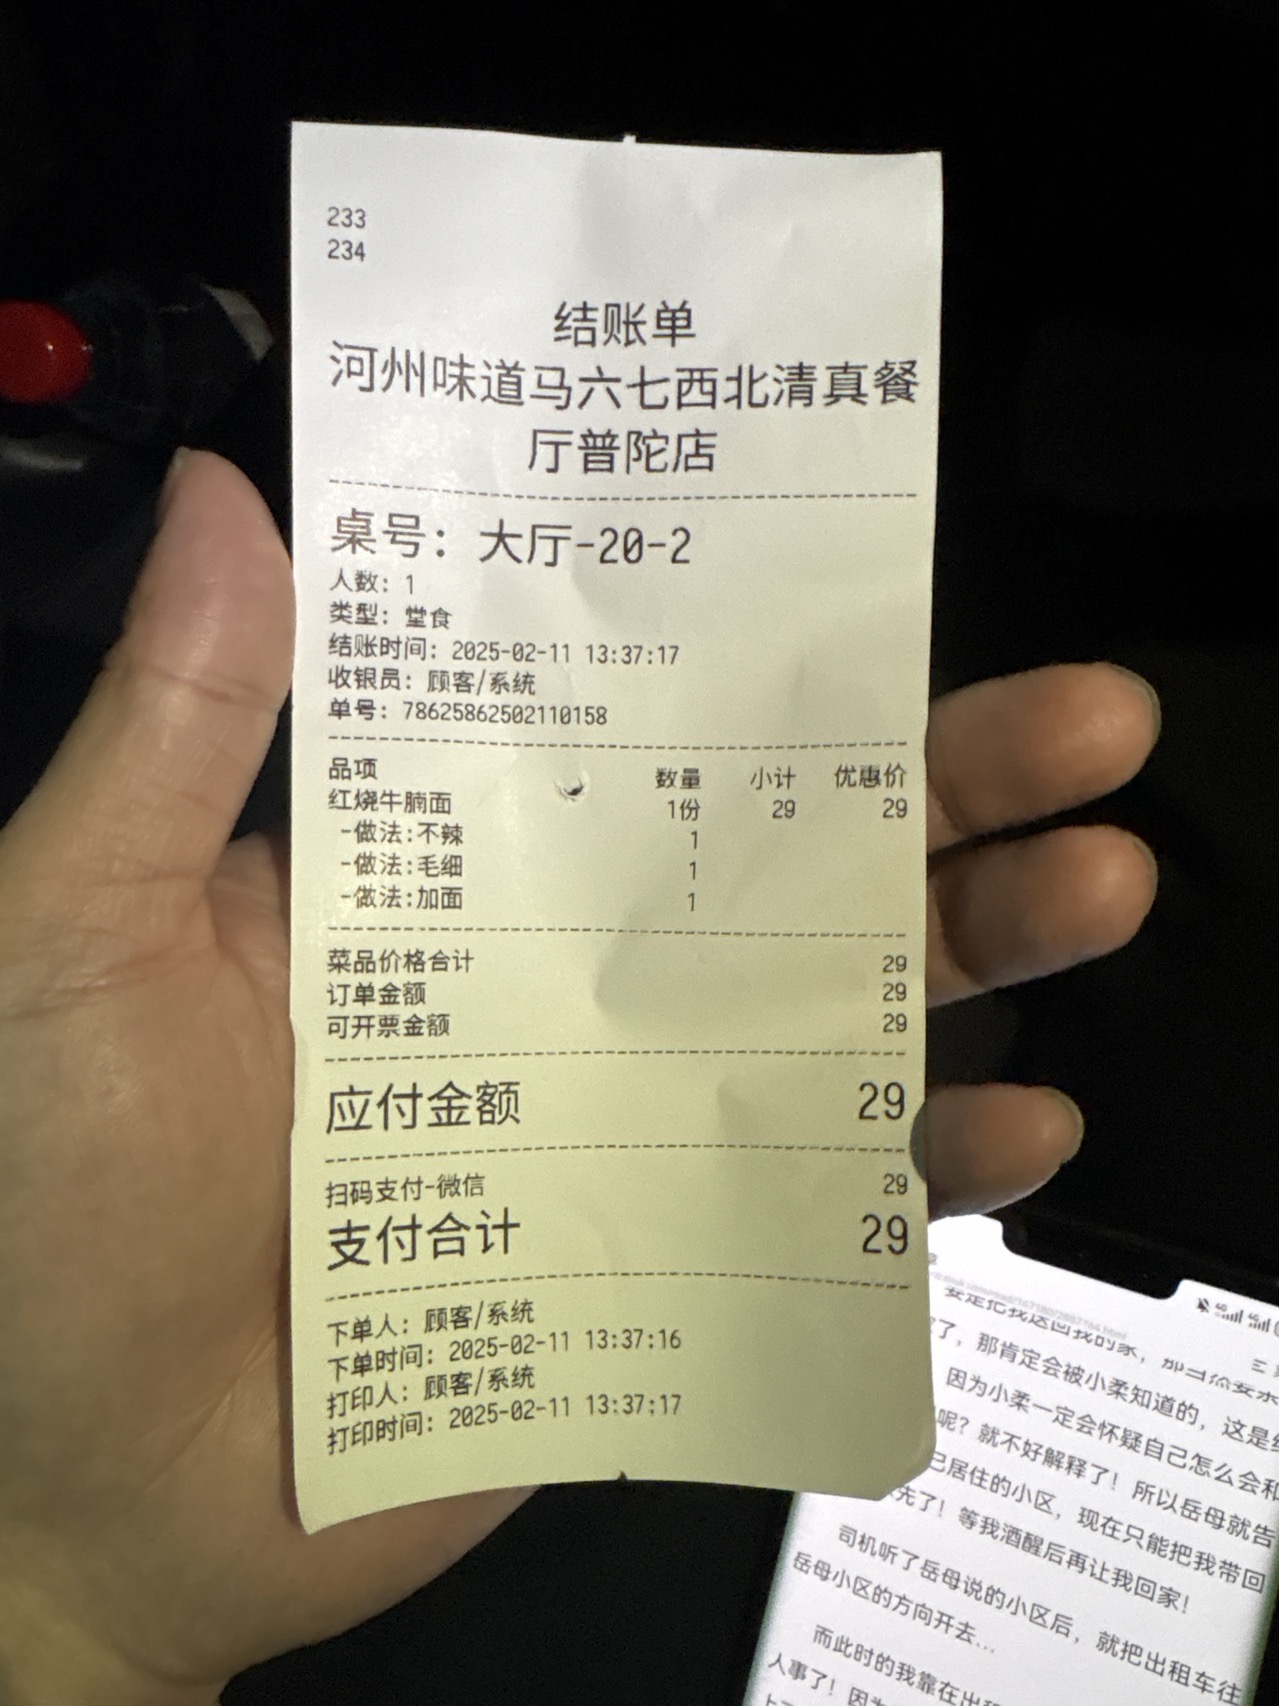 233
234
结账单
河州味道马六七西北清真餐
厅普陀店
桌号：大厅-20-2
人数：1
类型：堂食
结账时间：2025-02-11 13:37:17
收银员：顾客/系统
单号：78625862502110158
品项 数量 小计 优惠价
红烧牛腩面 1份 29 29
-做法:不辣 1
-做法:毛细 1
-做法:加面 1
菜品价格合计 29
订单金额 29
可开票金额 29
应付金额 29
扫码支付-微信 29
支付合计 29
下单人：顾客/系统
下单时间：2025-02-11 13:37:16
打印人：顾客/系统
打印时间：2025-02-11 13:37:17
了，那肯定会被小柔知道的，这是
因为小柔一定会怀疑自己怎么会和
呢？就不好解释了！所以岳母就告
己居住的小区，现在只能把我带回
先了！等我酒醒后再让我回家！
司机听了岳母说的小区后，就把出租车往
岳母小区的方向开去...
而此时的我靠在出租
人事了！因为